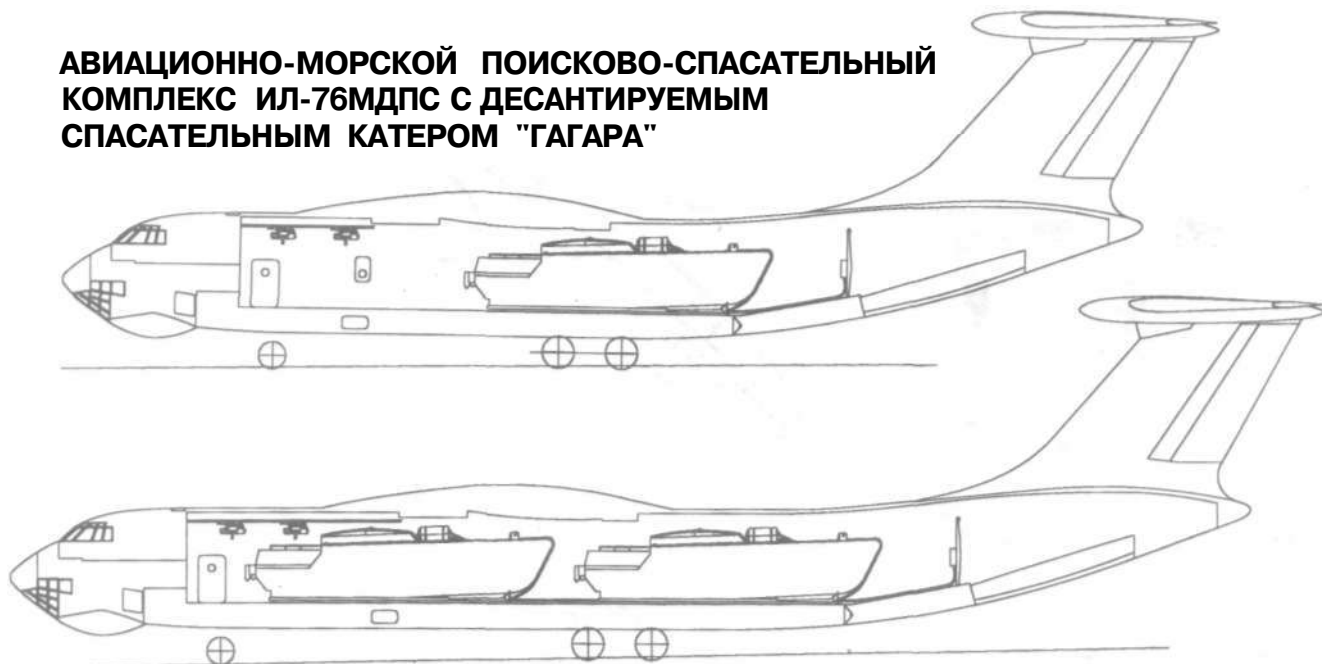 АВИАЦИОННО-МОРСКОЙ ПОИСКОВО-СПАСАТЕЛЬНЫЙ
КОМПЛЕКС ИЛ-76МДПС С ДЕСАНТИРУЕМЫМ
СПАСАТЕЛЬНЫМ КАТЕРОМ "ГАГАРА"